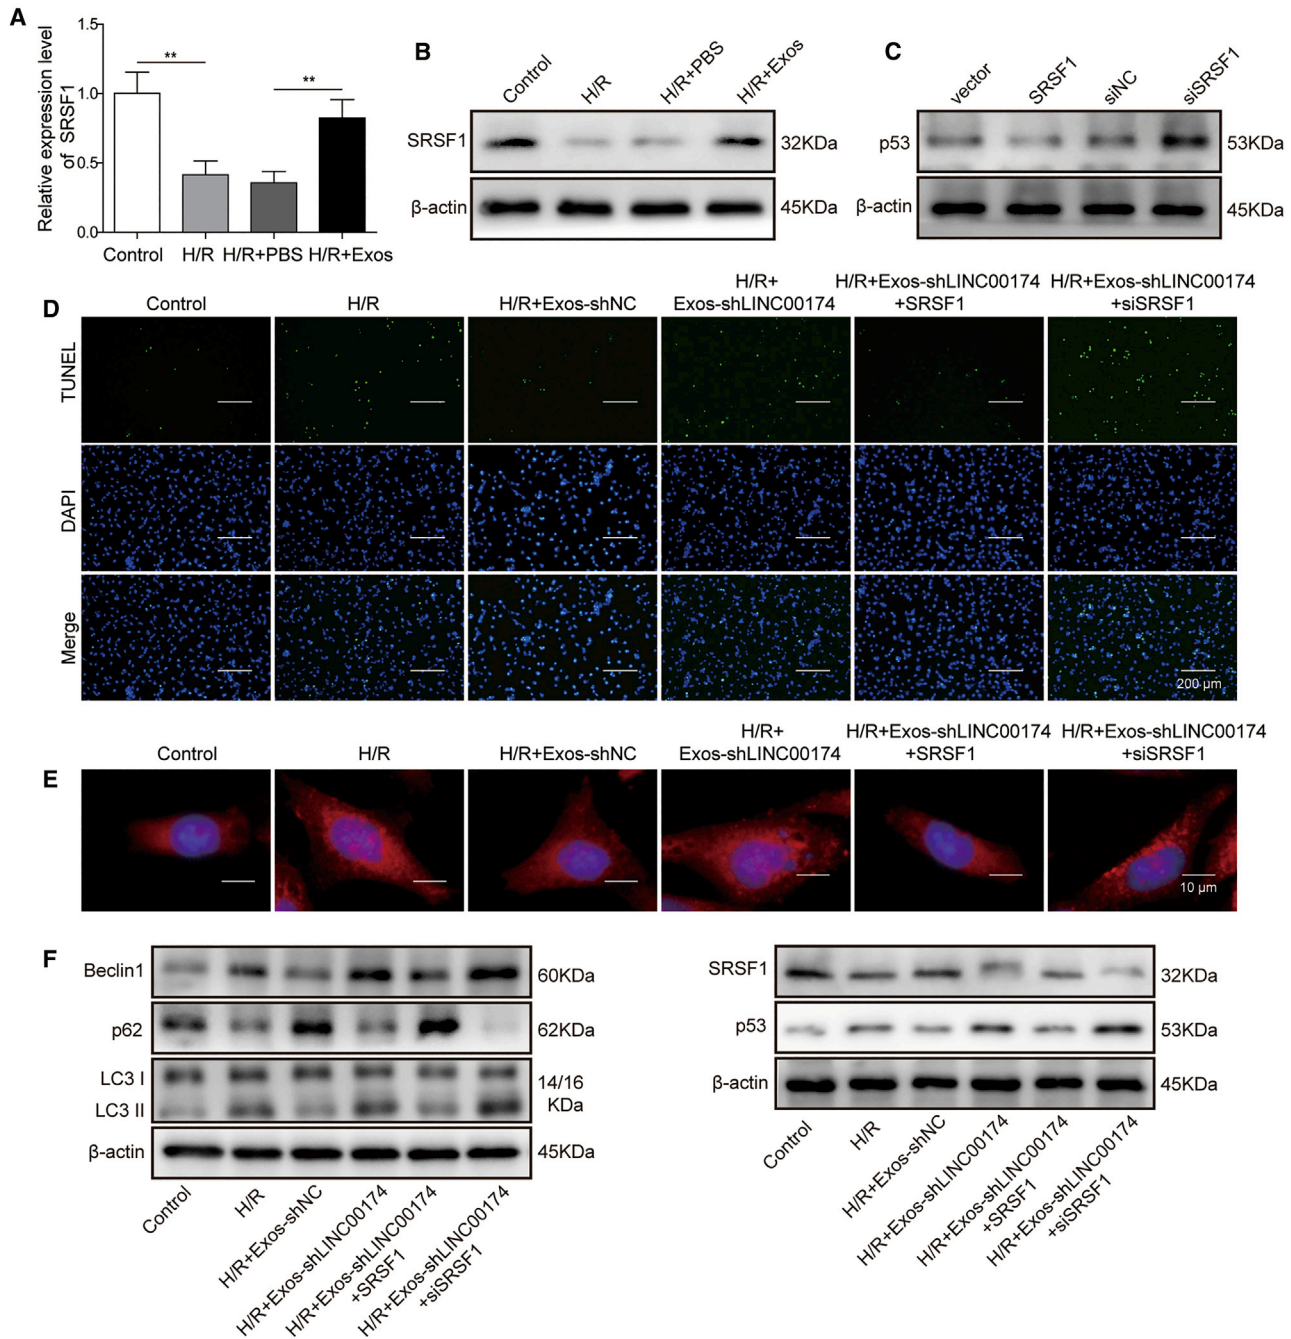 A
Relative expression level
of SRSF1
1.5
1.0
0.5
0.0
**
**
Control
H/R
H/R+PBS
H/R+Exos
B
Control
H/R
H/R+PBS
H/R+Exos
SRSF1
32KDa
β-actin
45KDa
C
vector
SRSF1
siNC
siSRSF1
p53
53KDa
β-actin
45KDa
D
Control
H/R
H/R+Exos-shNC
H/R+
Exos-shLINC00174
H/R+Exos-shLINC00174
+SRSF1
H/R+Exos-shLINC00174
+siSRSF1
TUNEL
DAPI
Merge
200 μm
E
Control
H/R
H/R+Exos-shNC
H/R+
Exos-shLINC00174
H/R+Exos-shLINC00174
+SRSF1
H/R+Exos-shLINC00174
+siSRSF1
10 μm
F
Beclin1
60KDa
p62
62KDa
LC3 I
14/16
LC3 II
KDa
β-actin
45KDa
Control
H/R
H/R+Exos-shNC
H/R+Exos-shLINC00174
H/R+Exos-shLINC00174
+SRSF1
H/R+Exos-shLINC00174
+siSRSF1
SRSF1
32KDa
p53
53KDa
β-actin
45KDa
Control
H/R
H/R+Exos-shNC
H/R+Exos-shLINC00174
H/R+Exos-shLINC00174
+SRSF1
H/R+Exos-shLINC00174
+siSRSF1